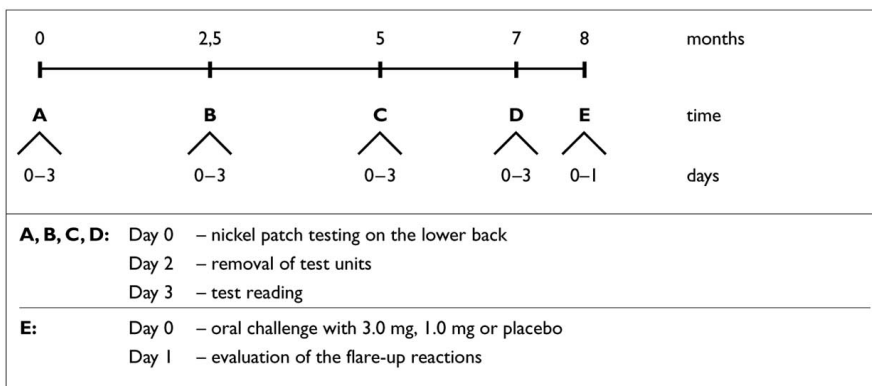 0 2,5 5 7 8 months
A B C D E time
0–3 0–3 0–3 0–3 0–1 days
A, B, C, D: Day 0 – nickel patch testing on the lower back
Day 2 – removal of test units
Day 3 – test reading
E: Day 0 – oral challenge with 3.0 mg, 1.0 mg or placebo
Day 1 – evaluation of the flare-up reactions